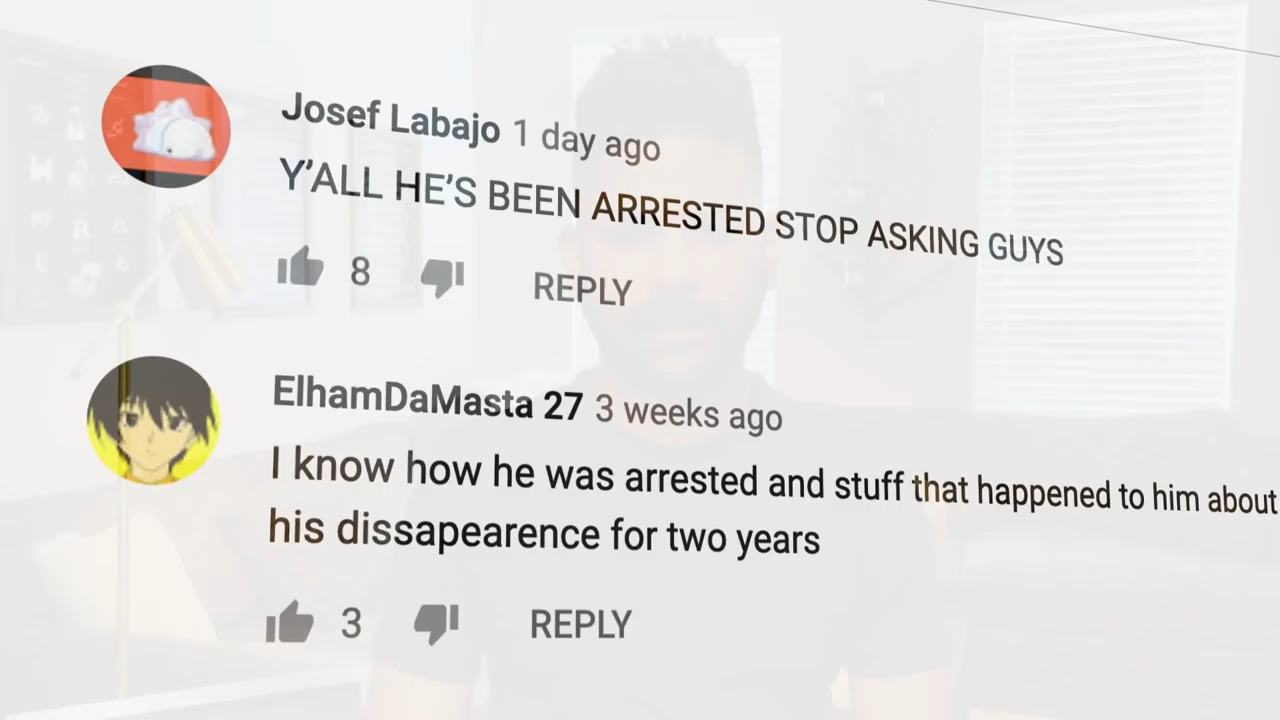 Josef Labajo 1 day ago
Y'ALL HE'S BEEN ARRESTED STOP ASKING GUYS
8 REPLY
ElhamDaMasta 27 3 weeks ago
I know how he was arrested and stuff that happened to him about
his dissapearence for two years
3 REPLY